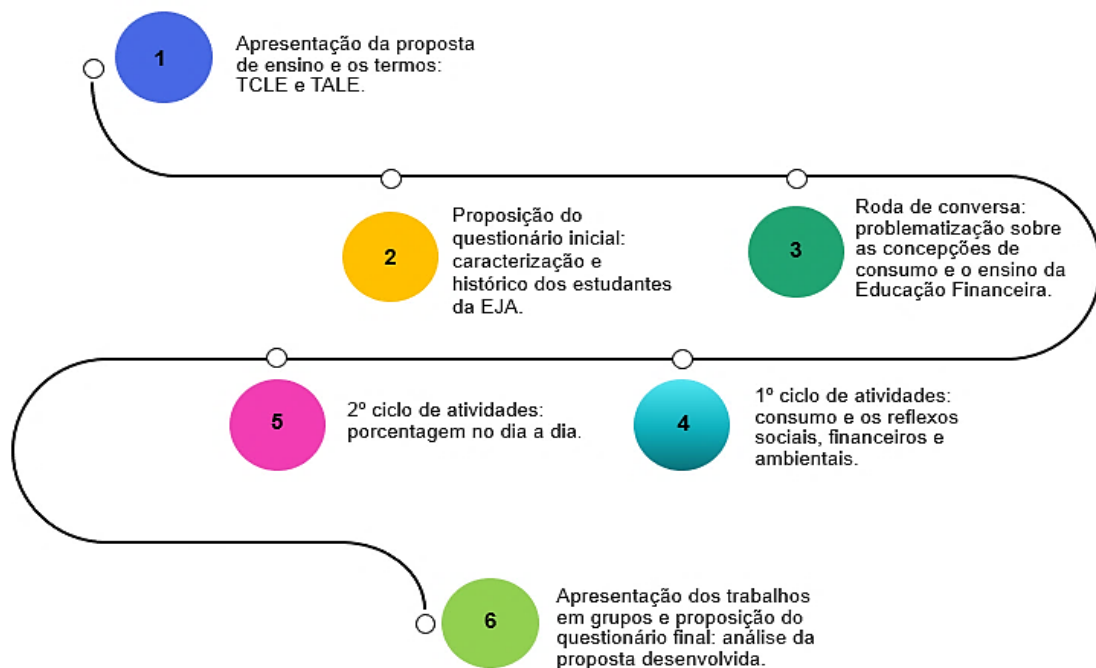 1
Apresentação da proposta
de ensino e os termos:
TCLE e TALE.
2
Proposição do
questionário inicial:
caracterização e
histórico dos estudantes
da EJA.
3
Roda de conversa:
problematização sobre
as concepções de
consumo e o ensino da
Educação Financeira.
4
1º ciclo de atividades:
consumo e os reflexos
sociais, financeiros e
ambientais.
5
2º ciclo de atividades:
porcentagem no dia a dia.
6
Apresentação dos trabalhos
em grupos e proposição do
questionário final: análise da
proposta desenvolvida.